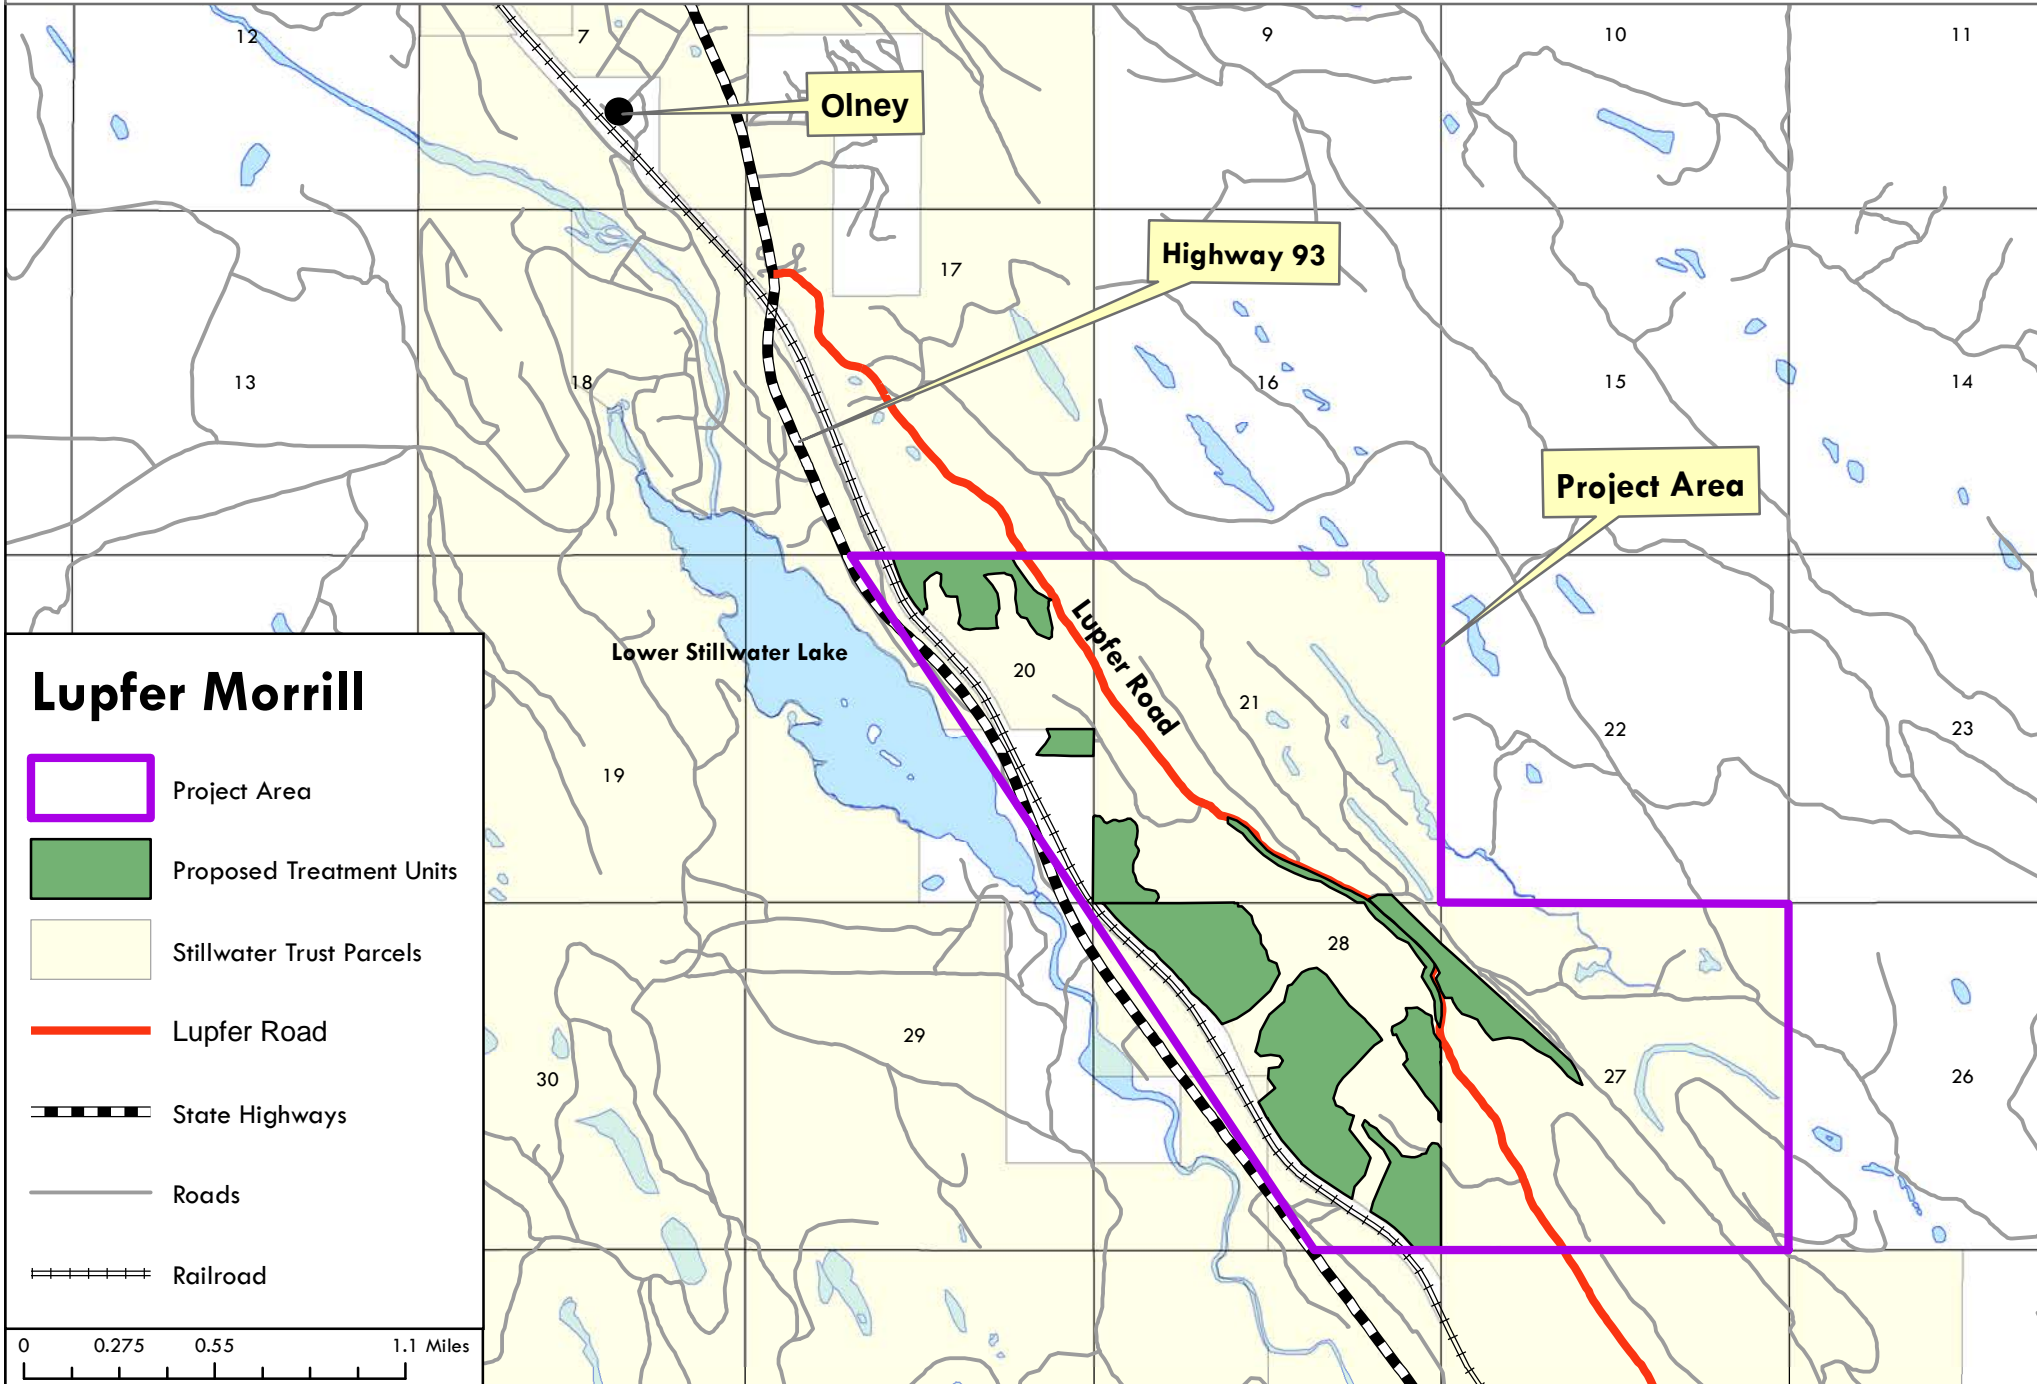 12
7
9
10
11
Olney
17
Highway 93
13
18
16
15
14
Project Area
Lower Stillwater Lake
20
Lupfer Road
21
22
23
19
28
29
30
27
26
Lupfer Morrill
Project Area
Proposed Treatment Units
Stillwater Trust Parcels
Lupfer Road
State Highways
Roads
Railroad
0 0.275 0.55 1.1 Miles